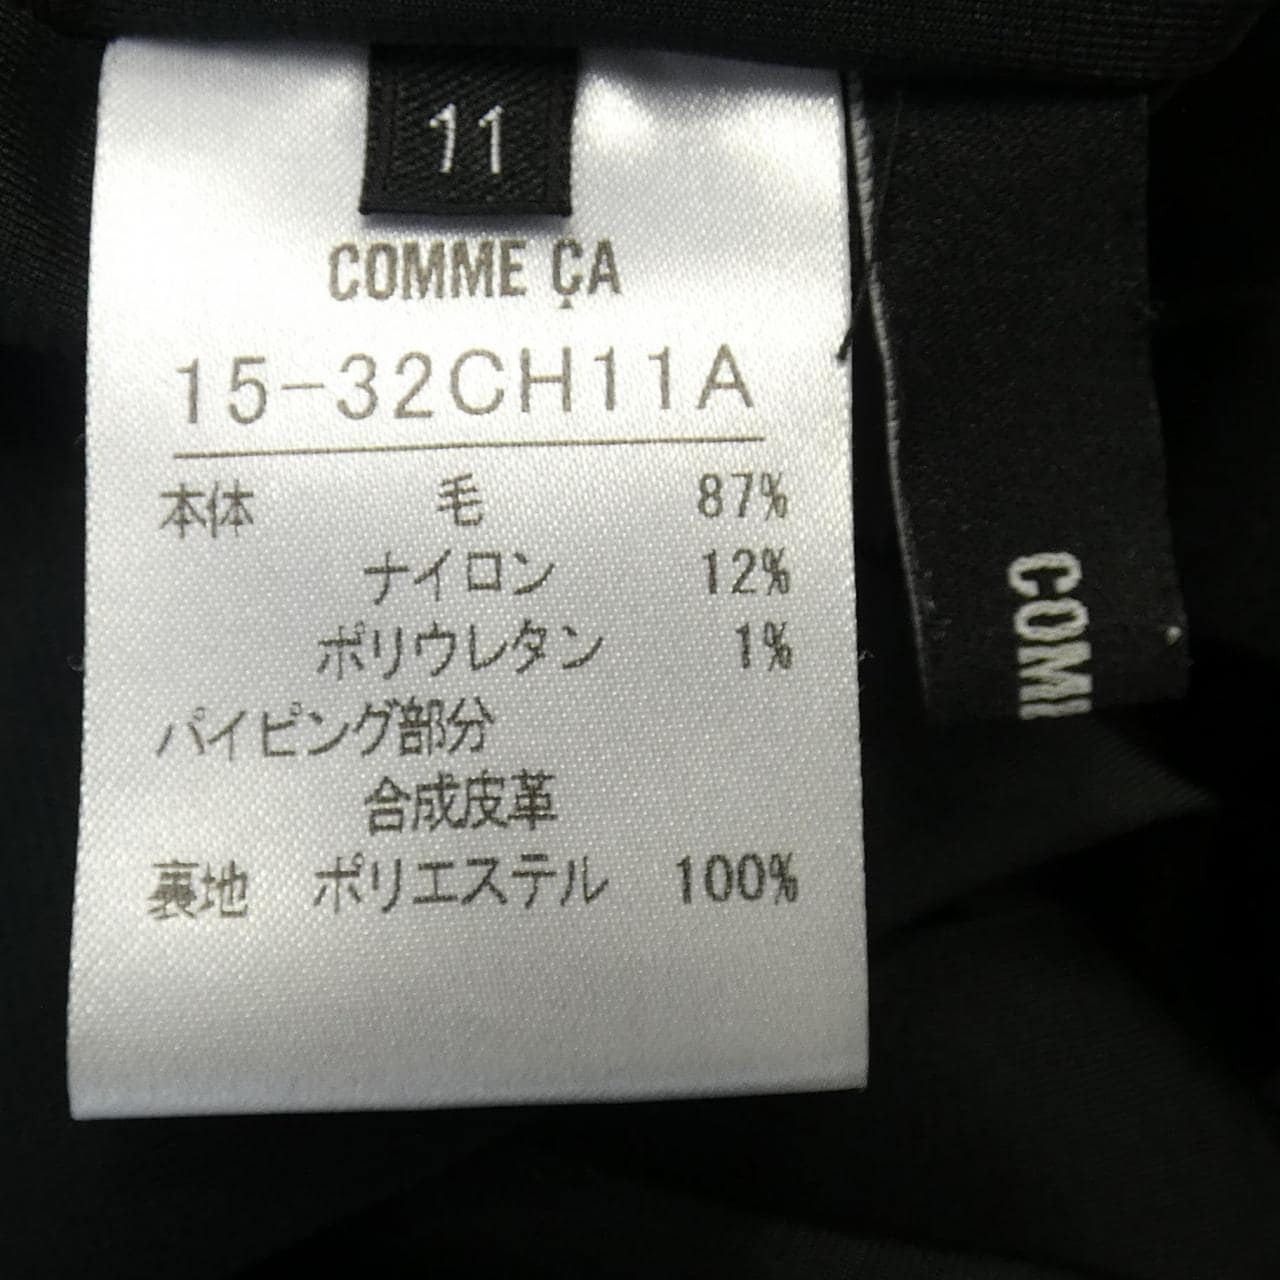 11
COMME ÇA
15-32CH11A
本体 毛 87%
ナイロン 12%
ポリウレタン 1%
パイピング部分
合成皮革
裏地 ポリエステル 100%
COM